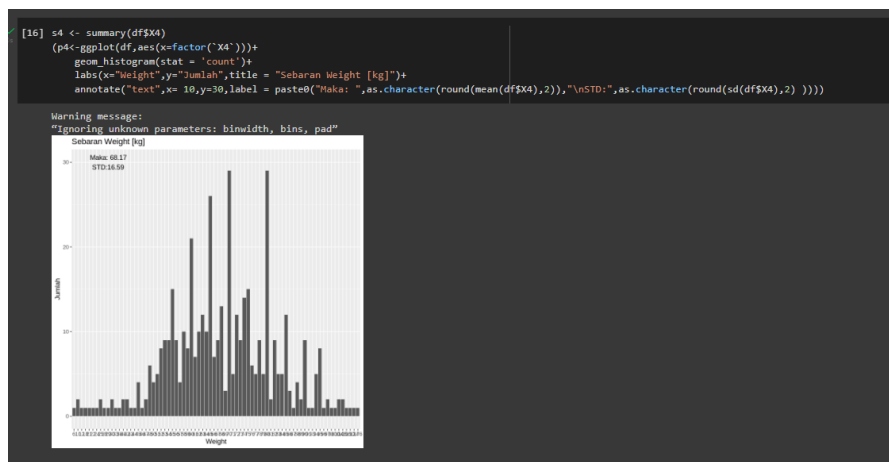 [16] s4 <- summary(df$X4)
(p4<-ggplot(df,aes(x=factor(`X4`)))+
geom_histogram(stat = 'count')+
labs(x="Weight",y="Jumlah",title = "Sebaran Weight [kg]")+
annotate("text",x= 10,y=30,label = paste0("Maka: ",as.character(round(mean(df$X4),2)),"\nSTD:",as.character(round(sd(df$X4),2) ))))
Warning message:
“Ignoring unknown parameters: binwidth, bins, pad”
Sebaran Weight [kg]
Maka: 68.17
STD:16.59
30
20
Jumlah
10
0
Weight